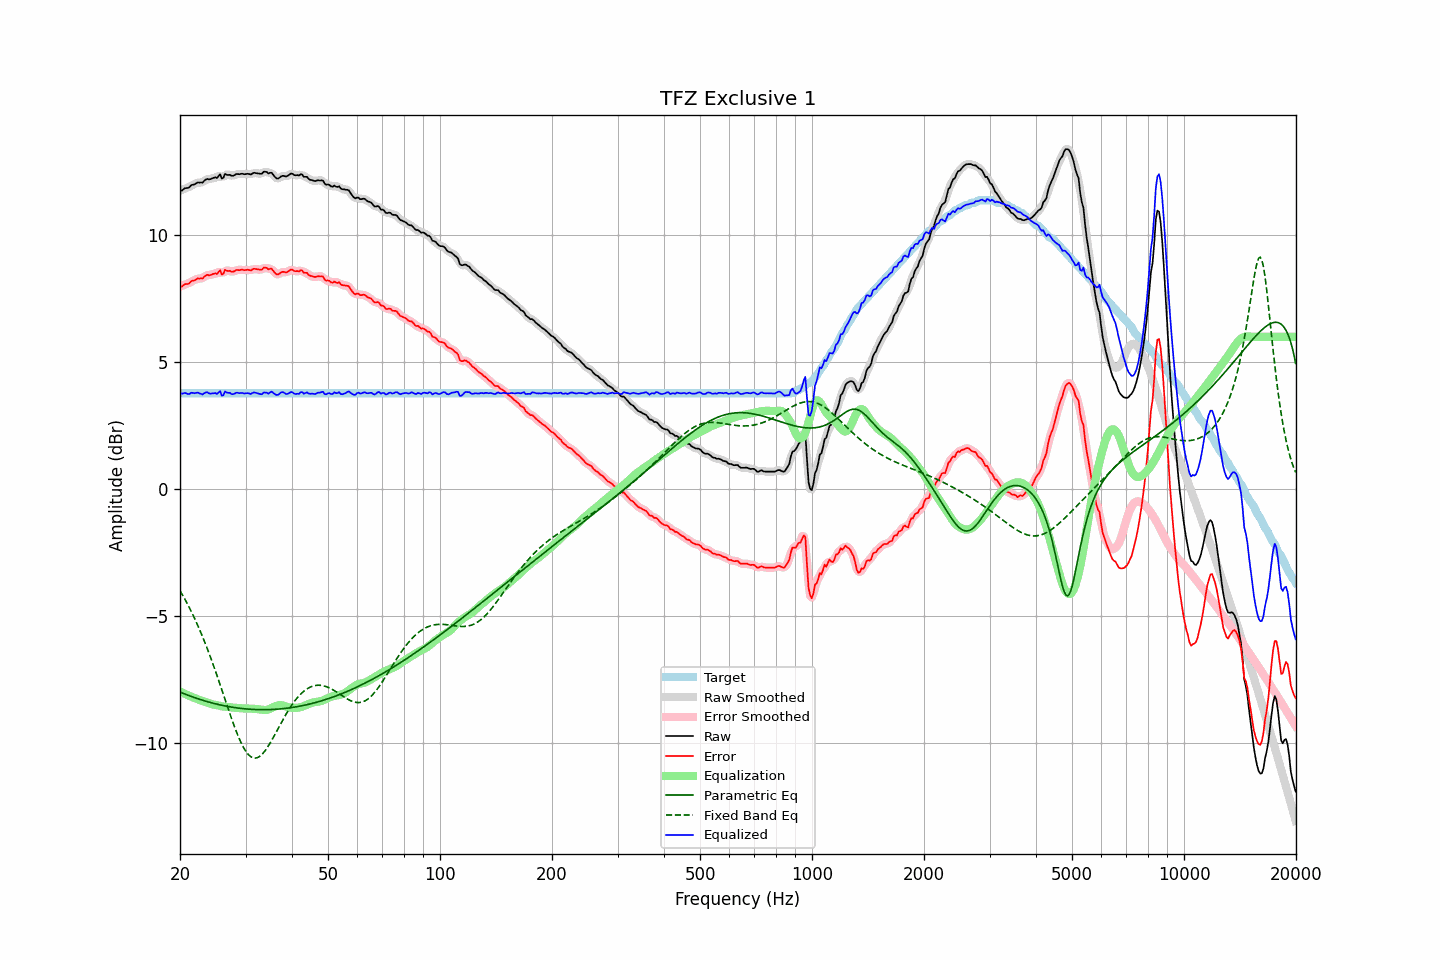 TFZ Exclusive 1
Amplitude (dBr)
10
5
0
−5
−10
Target
Raw Smoothed
Error Smoothed
Raw
Error
Equalization
Parametric Eq
Fixed Band Eq
Equalized
20 50 100 200 500 1000 2000 5000 10000 20000
Frequency (Hz)